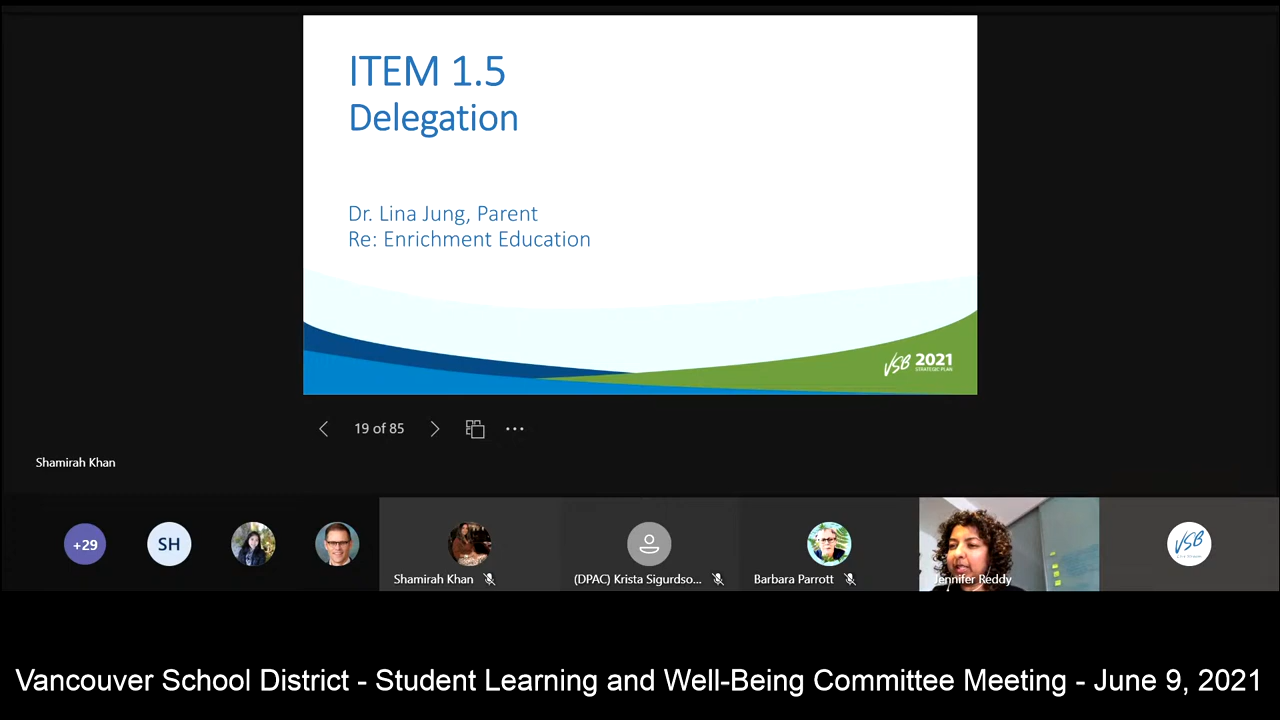 ITEM 1.5
Delegation
Dr. Lina Jung, Parent
Re: Enrichment Education
VSB 2021
STRATEGIC PLAN
19 of 85
Shamirah Khan
+29
SH
Shamirah Khan
(DPAC) Krista Sigurdso...
Barbara Parrott
Jennifer Reddy
VSB
Vancouver School District - Student Learning and Well-Being Committee Meeting - June 9, 2021